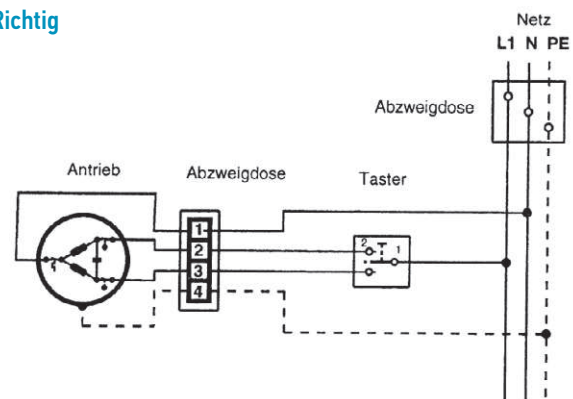 Richtig
Netz
L1 N PE
Abzweigdose
Antrieb
Abzweigdose
Taster
1
2
3
4
2
1